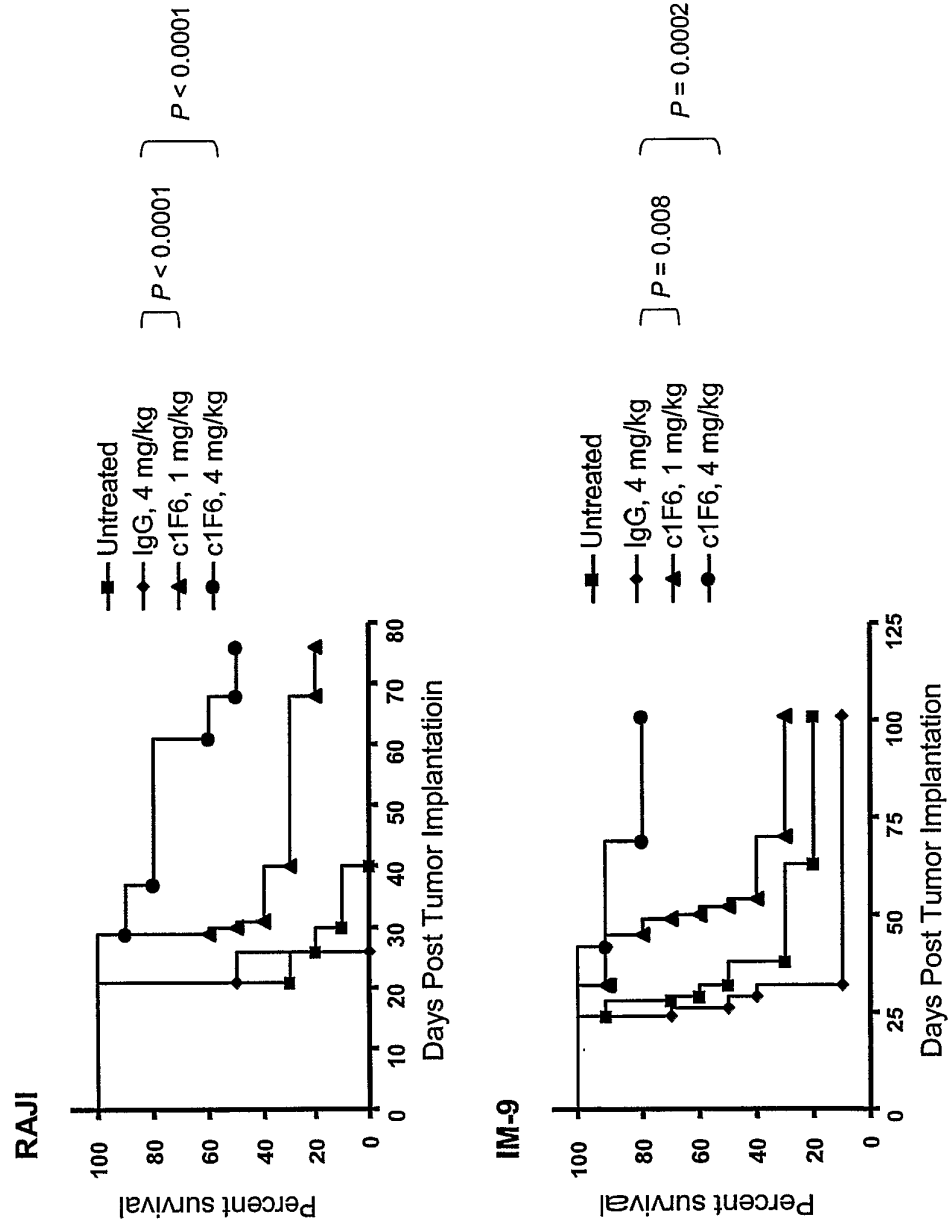 RAJI
Percent survival
100
80
60
40
20
0
0 10 20 30 40 50 60 70 80
Days Post Tumor Implantatioin
Untreated
IgG, 4 mg/kg
c1F6, 1 mg/kg
c1F6, 4 mg/kg
P < 0.0001
P < 0.0001
IM-9
Percent survival
100
80
60
40
20
0
0 25 50 75 100 125
Days Post Tumor Implantation
Untreated
IgG, 4 mg/kg
c1F6, 1 mg/kg
c1F6, 4 mg/kg
P = 0.008
P = 0.0002